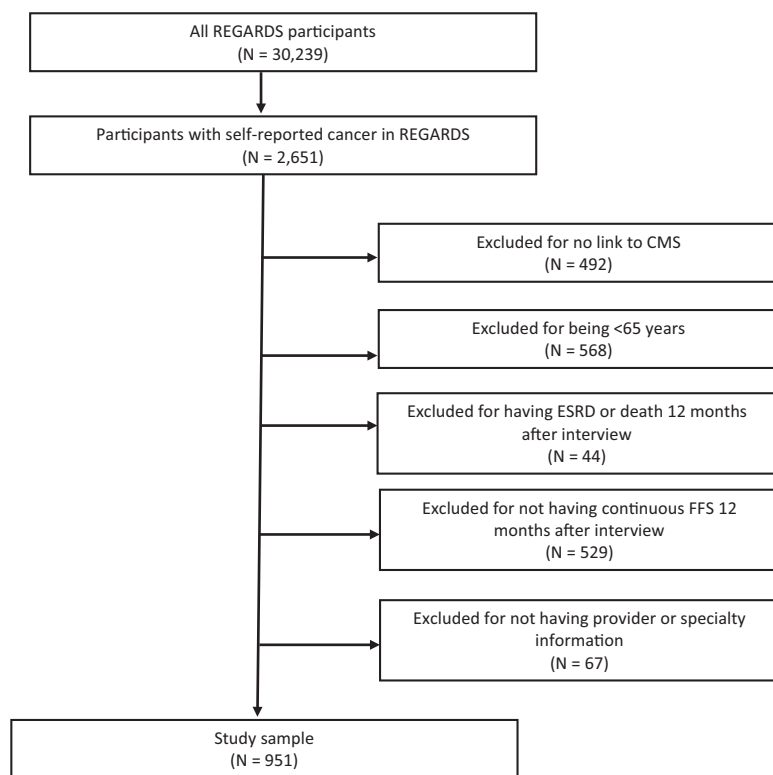 All REGARDS participants
(N = 30,239)
Participants with self-reported cancer in REGARDS
(N = 2,651)
Excluded for no link to CMS
(N = 492)
Excluded for being <65 years
(N = 568)
Excluded for having ESRD or death 12 months
after interview
(N = 44)
Excluded for not having continuous FFS 12
months after interview
(N = 529)
Excluded for not having provider or specialty
information
(N = 67)
Study sample
(N = 951)